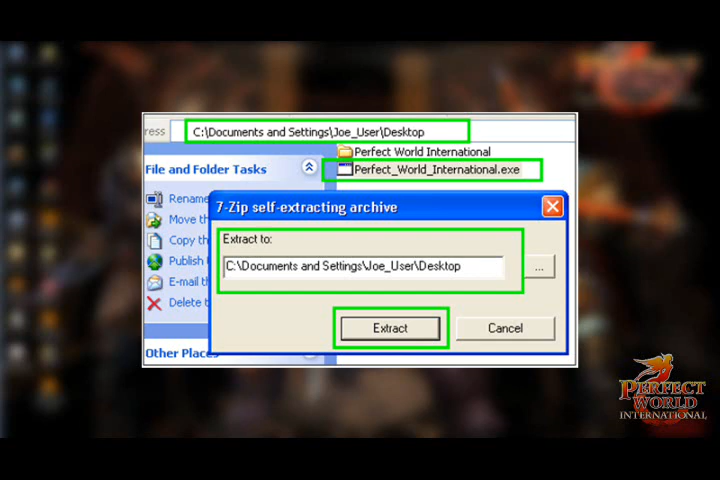 ress
C:\Documents and Settings\Joe_User\Desktop
Perfect World International
File and Folder Tasks
Perfect_World_International.exe
Rename
7-Zip self-extracting archive
Move th
Extract to:
Copy th
Publish
C:\Documents and Settings\Joe_User\Desktop
...
E-mail th
Delete t
Extract
Cancel
Other Places
PERFECT
WORLD
INTERNATIONAL